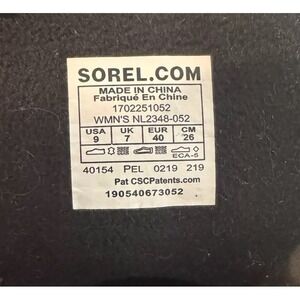 SOREL.COM
MADE IN CHINA
Fabriqué En Chine
1702251052
WMN'S NL2348-052
USA UK EUR CM
9 7 40 26
ECA-5
40154 PEL 0219 219
Pat CSCPatents.com
190540673052